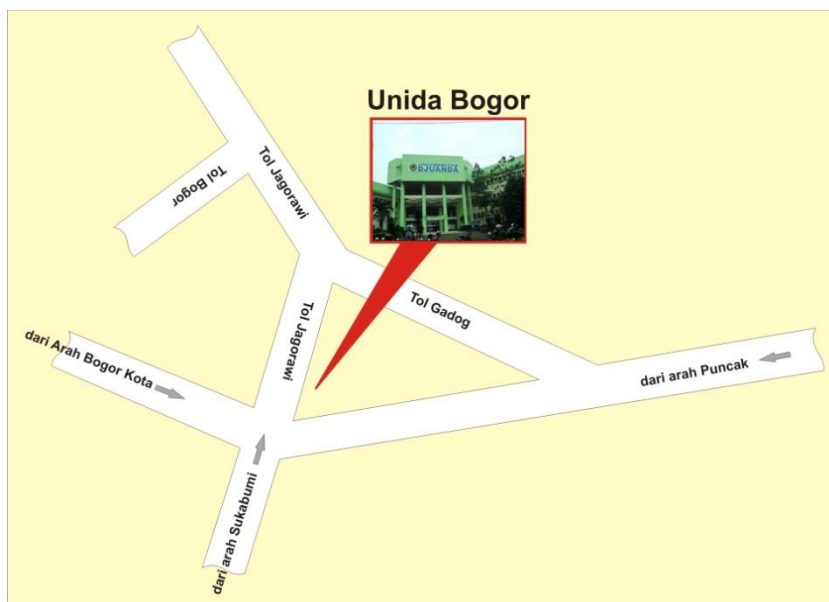 Unida Bogor
DJUANDA
Tol Jagorawi
Tol Bogor
Tol Gadog
Tol Jagorawi
dari Arah Bogor Kota
dari arah Puncak
dari arah Sukabumi